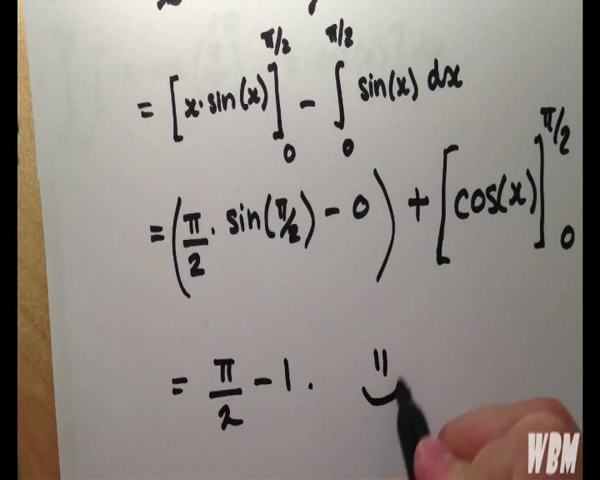 = [x·sin(x)]₀^π/2 - ∫₀^π/2 sin(x) dx
= (π/2 · sin(π/2) - 0) + [cos(x)]₀^π/2
= π/2 - 1.
WBM